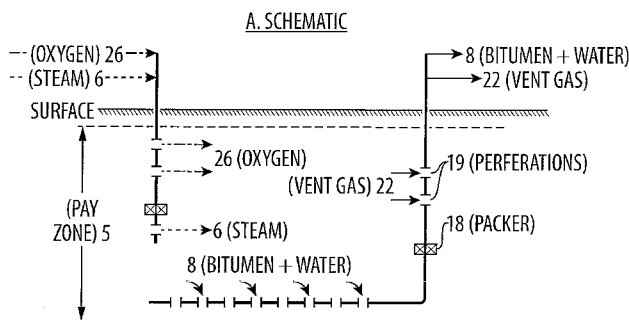 A. SCHEMATIC
(OXYGEN) 26
(STEAM) 6
8 (BITUMEN + WATER)
22 (VENT GAS)
SURFACE
26 (OXYGEN)
(VENT GAS) 22
19 (PERFERATIONS)
(PAY
ZONE) 5
6 (STEAM)
18 (PACKER)
8 (BITUMEN + WATER)